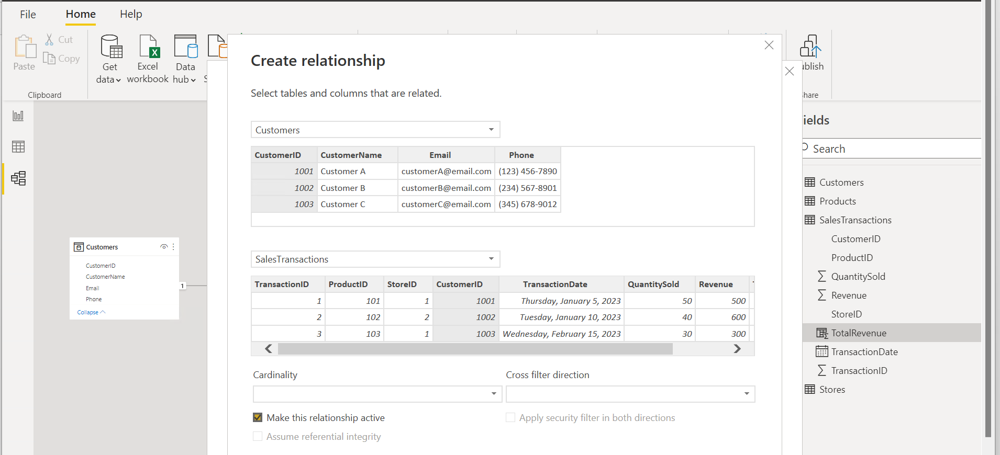 File Home Help
Cut
Copy
Paste
Get data
Excel workbook
Data hub
Clipboard
Create relationship
Select tables and columns that are related.
Customers
CustomerID CustomerName Email Phone
1001 Customer A customerA@email.com (123) 456-7890
1002 Customer B customerB@email.com (234) 567-8901
1003 Customer C customerC@email.com (345) 678-9012
SalesTransactions
TransactionID ProductID StoreID CustomerID TransactionDate QuantitySold Revenue
1 101 1 1001 Thursday, January 5, 2023 50 500
2 102 2 1002 Tuesday, January 10, 2023 40 600
3 103 1 1003 Wednesday, February 15, 2023 30 300
Cardinality Cross filter direction
Make this relationship active Apply security filter in both directions
Assume referential integrity
Customers
CustomerID
CustomerName
Email
Phone
Collapse
1
ublish
hare
ields
Search
Customers
Products
SalesTransactions
CustomerID
ProductID
QuantitySold
Revenue
StoreID
TotalRevenue
TransactionDate
TransactionID
Stores